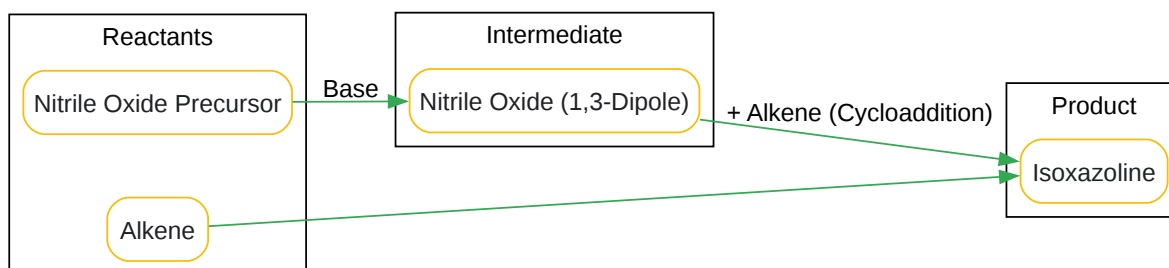 Reactants
Nitrile Oxide Precursor
Alkene
Base
Intermediate
Nitrile Oxide (1,3-Dipole)
+ Alkene (Cycloaddition)
Product
Isoxazoline